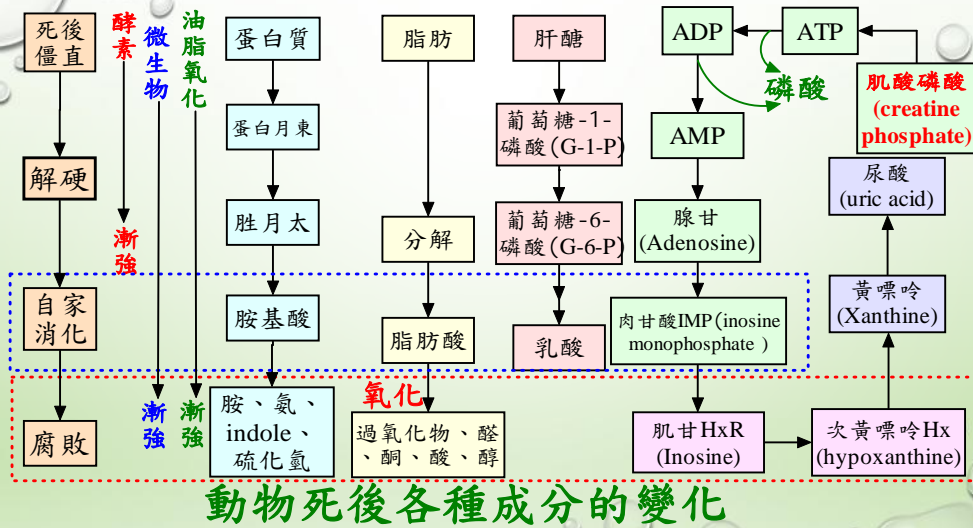 死後
僵直
酵素
微生物
油脂氧化
漸強
漸強
漸強
解硬
自家
消化
腐敗
蛋白質
蛋白月東
胜月太
胺基酸
胺、氨、
indole、
硫化氫
脂肪
分解
脂肪酸
氧化
過氧化物、醛
、酮、酸、醇
肝醣
葡萄糖-1-
磷酸(G-1-P)
葡萄糖-6-
磷酸(G-6-P)
乳酸
ADP
ATP
磷酸
肌酸磷酸
(creatine
phosphate)
AMP
腺甘
(Adenosine)
肉甘酸IMP(inosine
monophosphate )
肌甘HxR
(Inosine)
次黃嘌呤Hx
(hypoxanthine)
黃嘌呤
(Xanthine)
尿酸
(uric acid)
動物死後各種成分的變化